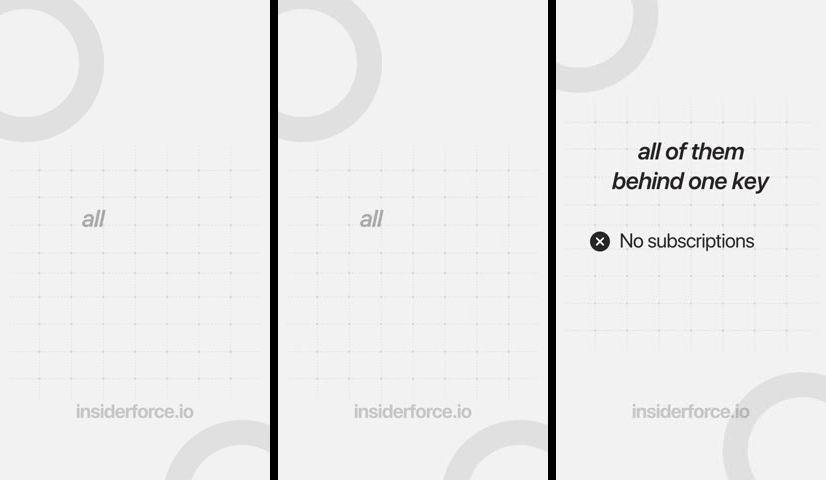 all
insiderforce.io
all
insiderforce.io
all of them
behind one key
No subscriptions
insiderforce.io